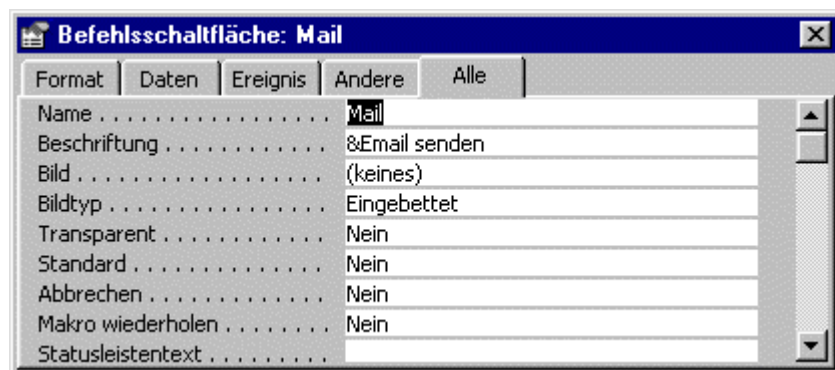 Befehlsschaltfläche: Mail
Format Daten Ereignis Andere Alle
Name . . . . . . . . . . . . . . . . . Mail
Beschriftung . . . . . . . . . . . . &Email senden
Bild . . . . . . . . . . . . . . . . . . (keines)
Bildtyp . . . . . . . . . . . . . . . . Eingebettet
Transparent . . . . . . . . . . . . Nein
Standard . . . . . . . . . . . . . . Nein
Abbrechen . . . . . . . . . . . . . Nein
Makro wiederholen . . . . . . . . Nein
Statusleistentext . . . . . . . . .